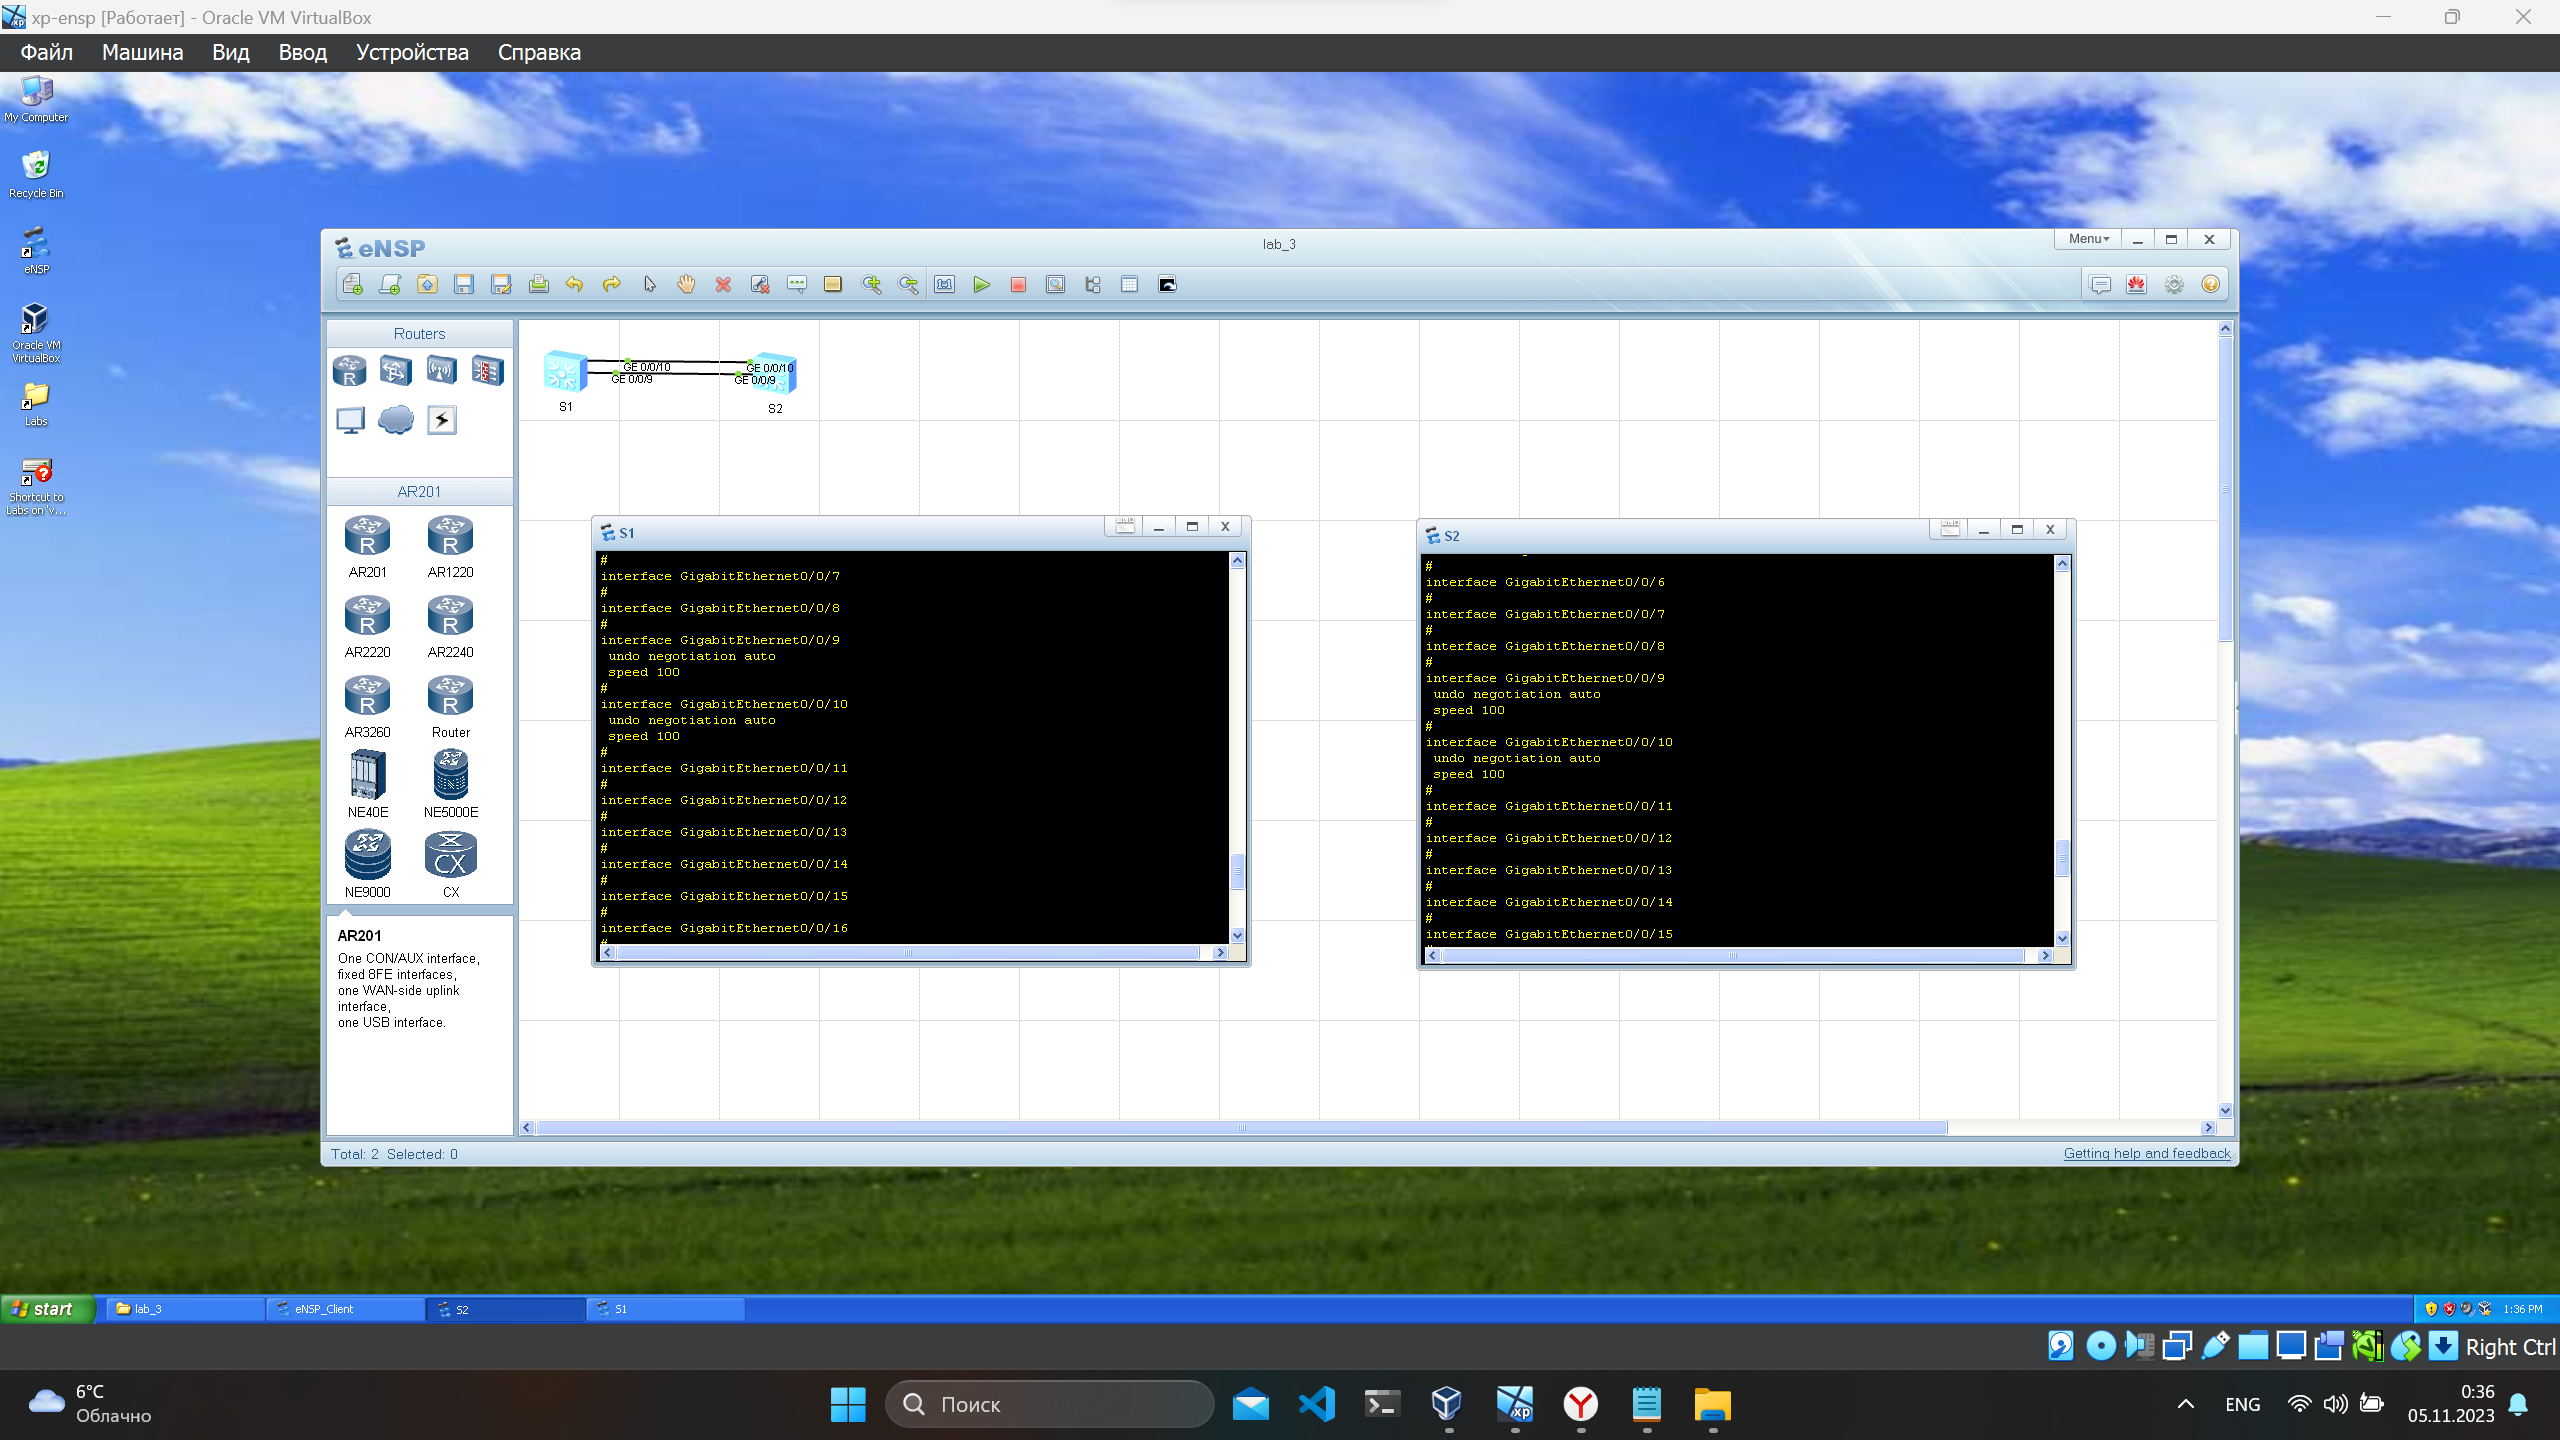 xp-ensp [Работает] - Oracle VM VirtualBox
Файл Машина Вид Ввод Устройства Справка
My Computer
Recycle Bin
eNSP
Oracle VM
VirtualBox
Labs
Shortcut to
Labs on 'v...
eNSP
lab_3
Menu
1:1
Routers
AR201
AR201
AR1220
AR2220
AR2240
AR3260
Router
NE40E
NE5000E
NE9000
CX
AR201
One CON/AUX interface,
fixed 8FE interfaces,
one WAN-side uplink
interface,
one USB interface.
GE 0/0/10
GE 0/0/9
GE 0/0/10
GE 0/0/9
S1
S2
S1
#
interface GigabitEthernet0/0/7
#
interface GigabitEthernet0/0/8
#
interface GigabitEthernet0/0/9
undo negotiation auto
speed 100
#
interface GigabitEthernet0/0/10
undo negotiation auto
speed 100
#
interface GigabitEthernet0/0/11
#
interface GigabitEthernet0/0/12
#
interface GigabitEthernet0/0/13
#
interface GigabitEthernet0/0/14
#
interface GigabitEthernet0/0/15
#
interface GigabitEthernet0/0/16
#
S2
#
interface GigabitEthernet0/0/6
#
interface GigabitEthernet0/0/7
#
interface GigabitEthernet0/0/8
#
interface GigabitEthernet0/0/9
undo negotiation auto
speed 100
#
interface GigabitEthernet0/0/10
undo negotiation auto
speed 100
#
interface GigabitEthernet0/0/11
#
interface GigabitEthernet0/0/12
#
interface GigabitEthernet0/0/13
#
interface GigabitEthernet0/0/14
#
interface GigabitEthernet0/0/15
Total: 2 Selected: 0
Getting help and feedback
start
lab_3
eNSP_Client
S2
S1
1:36 PM
Right Ctrl
6°C
Облачно
Поиск
xp
ENG
0:36
05.11.2023